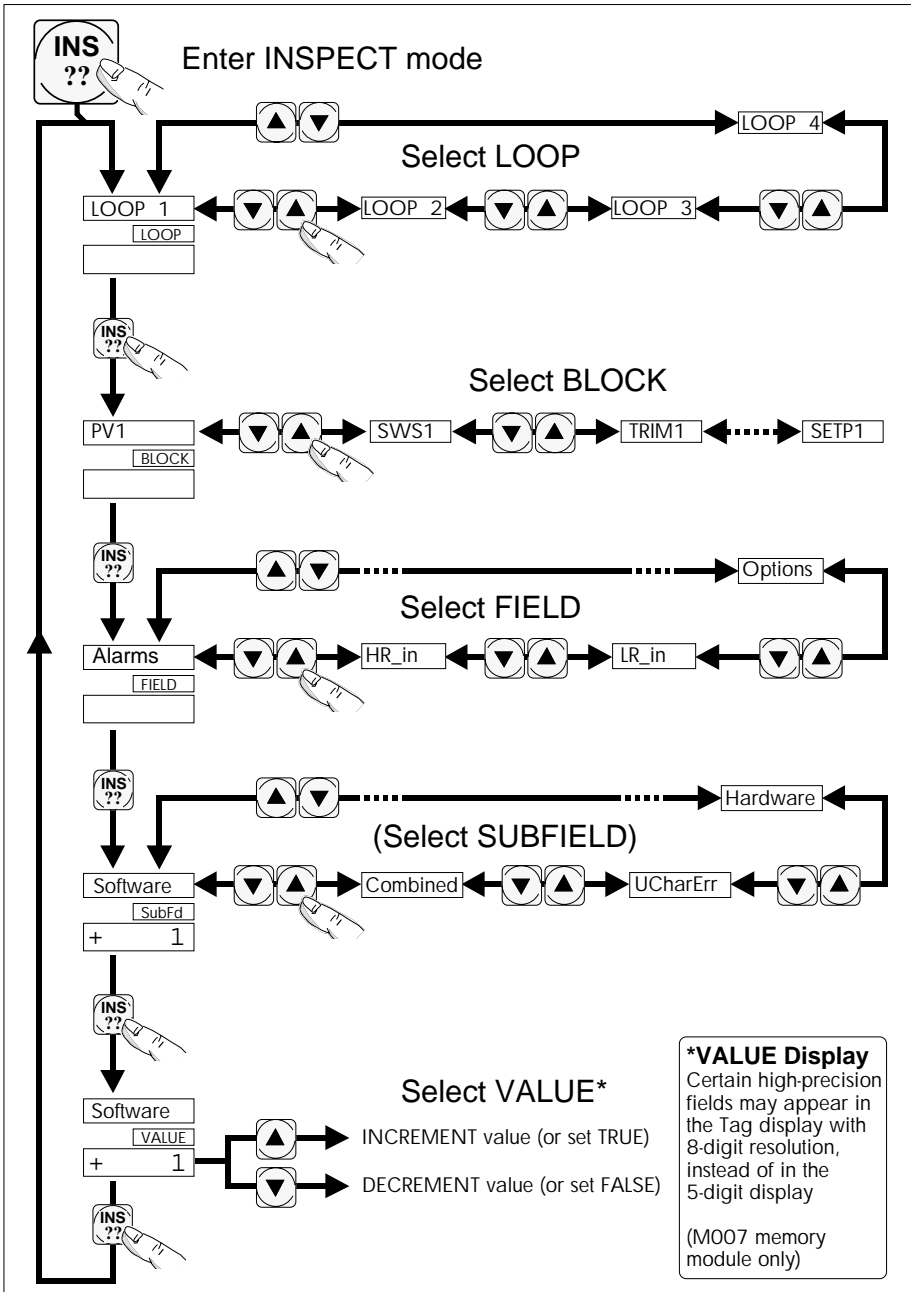 INS
??
Enter INSPECT mode
LOOP 4
Select LOOP
LOOP 1
LOOP 2
LOOP 3
LOOP
INS
??
Select BLOCK
PV1
SWS1
TRIM1
SETP1
BLOCK
INS
??
Options
Select FIELD
Alarms
HR_in
LR_in
FIELD
INS
??
Hardware
(Select SUBFIELD)
Software
Combined
UCharErr
SubFd
+ 1
INS
??
Select VALUE*
Software
VALUE
+ 1
INCREMENT value (or set TRUE)
DECREMENT value (or set FALSE)
INS
??
*VALUE Display
Certain high-precision
fields may appear in
the Tag display with
8-digit resolution,
instead of in the
5-digit display
(M007 memory
module only)